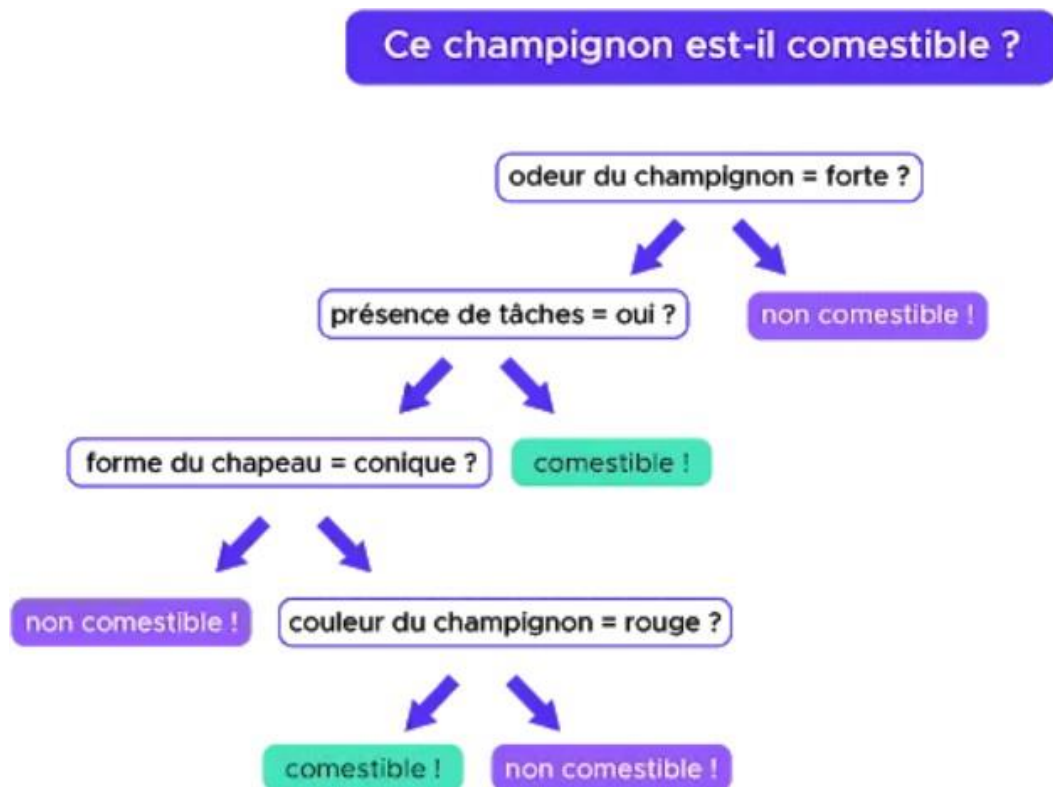 Ce champignon est-il comestible ?
odeur du champignon = forte ?
présence de tâches = oui ?
non comestible !
forme du chapeau = conique ?
comestible !
non comestible !
couleur du champignon = rouge ?
comestible !
non comestible !